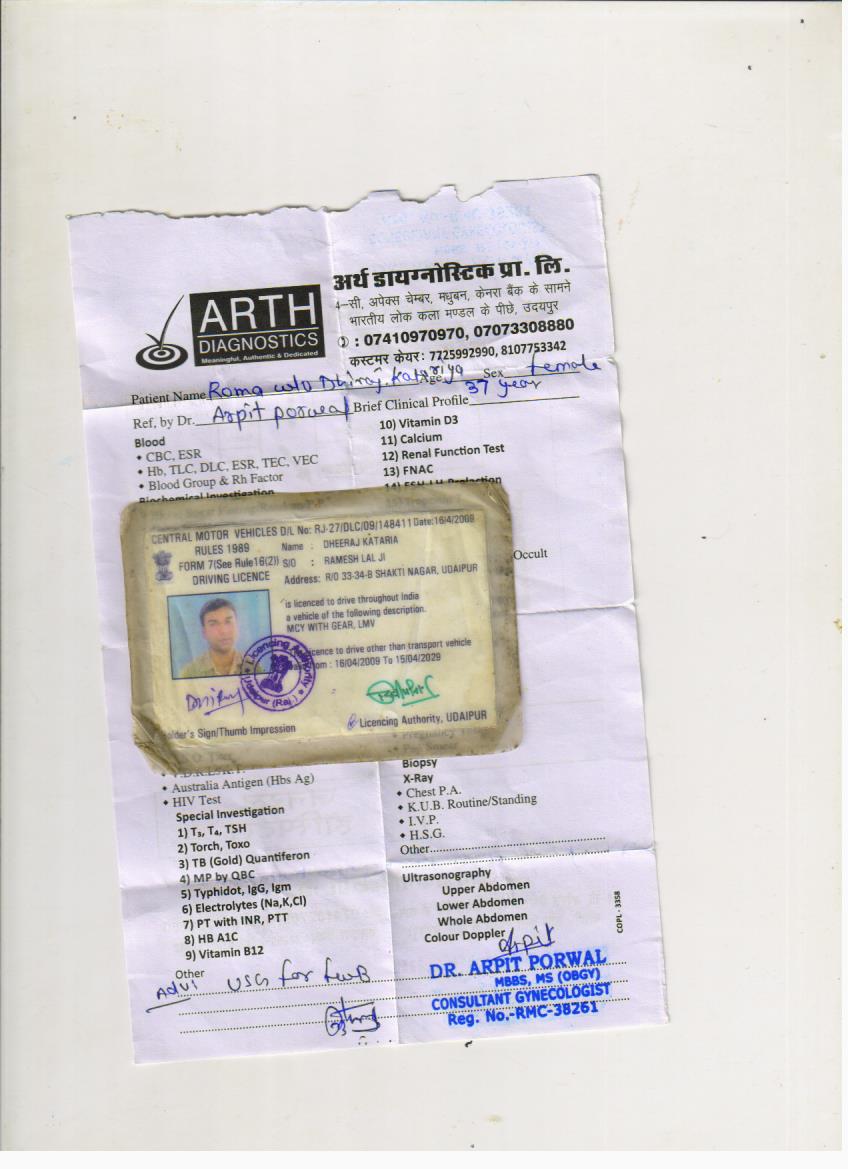 ARTH
DIAGNOSTICS
Meaningful, Authentic & Dedicated
अर्थ डायग्नोस्टिक प्रा. लि.
4-सी, अपेक्स चेम्बर, मधुबन, केनरा बैंक के सामने
भारतीय लोक कला मण्डल के पीछे, उदयपुर
: 07410970970, 07073308880
कस्टमर केयर: 7725992990, 8107753342
Patient Name Roma w/o Dhiraj Katariya Age 37 year Sex female
Ref, by Dr. Arpit porwal Brief Clinical Profile
Blood
• CBC, ESR
• Hb, TLC, DLC, ESR, TEC, VEC
• Blood Group & Rh Factor
Biochemical Investigation
10) Vitamin D3
11) Calcium
12) Renal Function Test
13) FNAC
Occult
CENTRAL MOTOR VEHICLES D/L No: RJ-27/DLC/09/148411 Date:16/4/2009
RULES 1989 Name : DHEERAJ KATARIA
FORM 7(See Rule16(2)) S/O : RAMESH LAL JI
DRIVING LICENCE Address: R/O 33-34-B SHAKTI NAGAR, UDAIPUR
is licenced to drive throughout India
a vehicle of the following description.
MCY WITH GEAR, LMV
licence to drive other than transport vehicle
: 16/04/2009 To 15/04/2029
Licencing Authority
Udaipur (Raj.)
older's Sign/Thumb Impression
Licencing Authority, UDAIPUR
• Australia Antigen (Hbs Ag)
• HIV Test
Special Investigation
1) T₃, T₄, TSH
2) Torch, Toxo
3) TB (Gold) Quantiferon
4) MP by QBC
5) Typhidot, IgG, Igm
6) Electrolytes (Na,K,Cl)
7) PT with INR, PTT
8) HB A1C
9) Vitamin B12
Other
Biopsy
X-Ray
• Chest P.A.
• K.U.B. Routine/Standing
• I.V.P.
• H.S.G.
Other
Ultrasonography
Upper Abdomen
Lower Abdomen
Whole Abdomen
Colour Doppler
COPL - 3358
Arpit
DR. ARPIT PORWAL
MBBS, MS (OBGY)
CONSULTANT GYNECOLOGIST
Reg. No.-RMC-38261
Advi USG for fwB